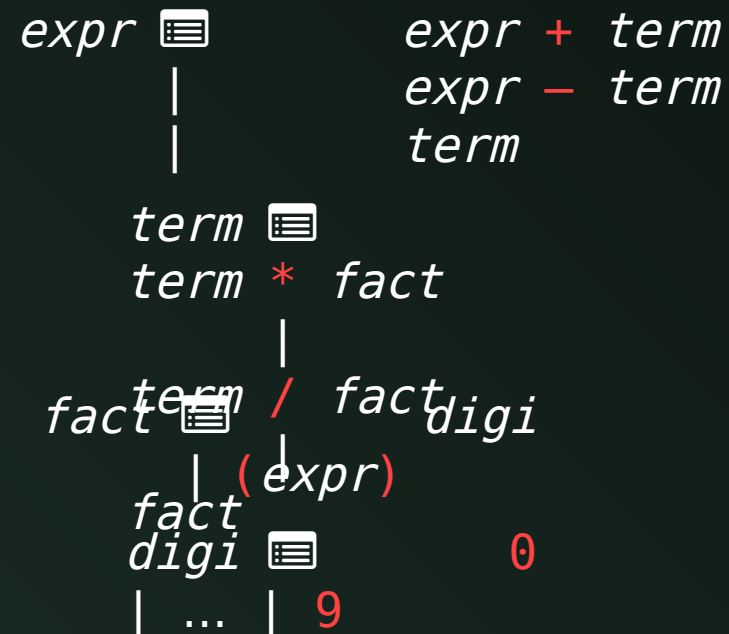 expr expr + term
| expr – term
| term
term
term * fact
|
term / fact
fact digi
|
| (expr)
fact
digi 0
| ... | 9